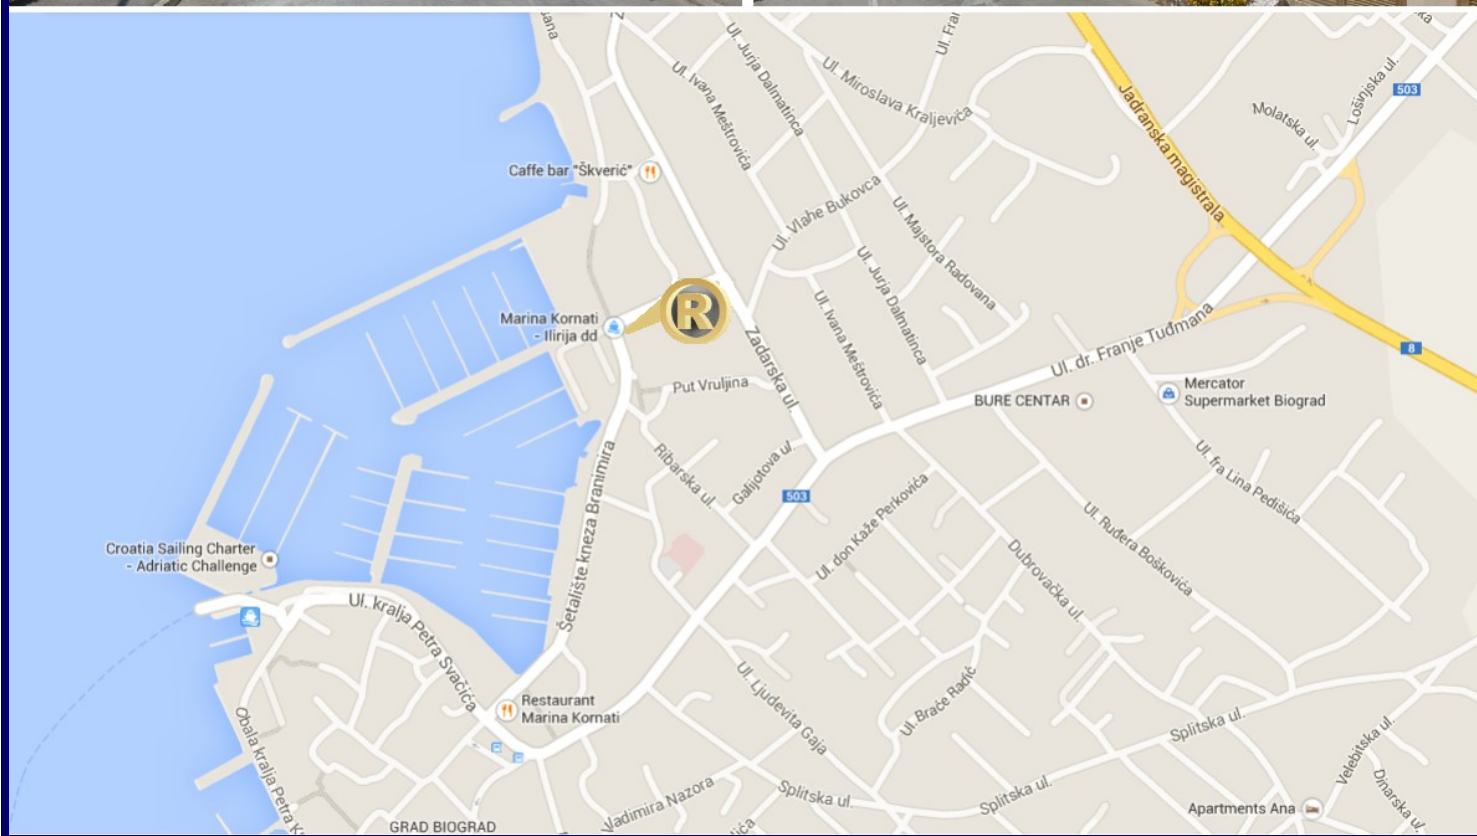 Ul. Jurja Dalmatinca
Ul. Ivana Meštrovića
Ul. Miroslava Kraljevića
Ul. Fra
Jadranska magistrala
Molatska ul.
Lošinjska ul.
503
Caffe bar "Škverić"
Ul. Vlahe Bukovca
Ul. Majstora Radovana
Ul. Jurja Dalmatinca
Ul. Ivana Meštrovića
R
Marina Kornati
- Ilirija dd
Zadarska ul.
Ul. dr. Franje Tuđmana
8
Put Vruljina
BURE CENTAR
Mercator
Supermarket Biograd
Ribarska ul.
Galijotova ul.
Šetalište kneza Branimira
503
Ul. don Kaže Perkovića
Ul. fra Lina Pedišića
Ul. Ruđera Boškovića
Dubrovačka ul.
Croatia Sailing Charter
- Adriatic Challenge
Ul. kralja Petra Svačića
Ul. Ljudevita Gaja
Ul. Braće Radić
Restaurant
Marina Kornati
Obala kralja Petra K
Splitska ul.
Velebitska ul.
Dinarska ul.
Splitska ul.
Splitska ul.
Vladimira Nazora
Apartments Ana
GRAD BIOGRAD